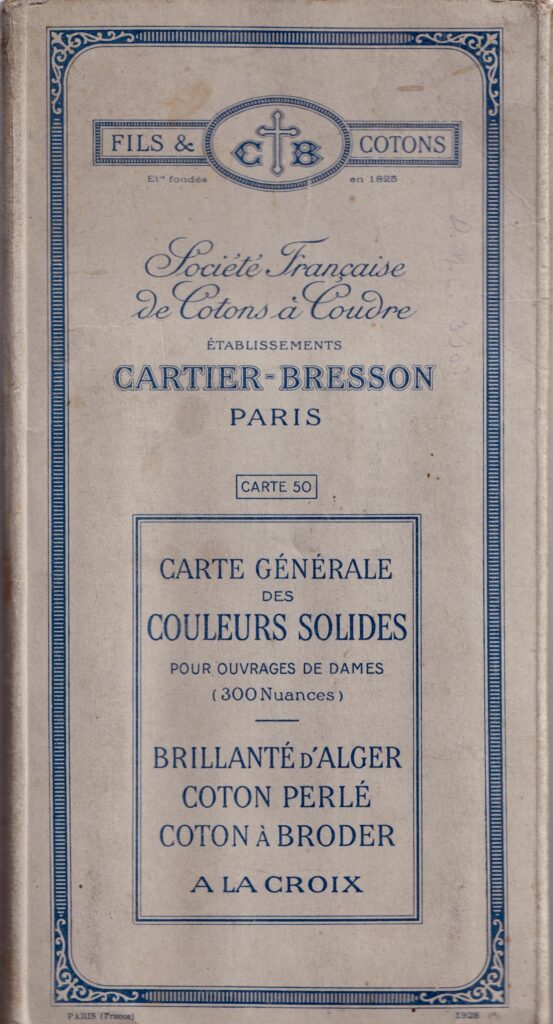 FILS & C B COTONS
Etts fondés en 1825
Société Française
de Cotons à Coudre
ÉTABLISSEMENTS
CARTIER-BRESSON
PARIS
CARTE 50
CARTE GÉNÉRALE
DES
COULEURS SOLIDES
POUR OUVRAGES DE DAMES
(300 Nuances)
BRILLANTÉ D'ALGER
COTON PERLÉ
COTON À BRODER
A LA CROIX
PARIS (France) 1928